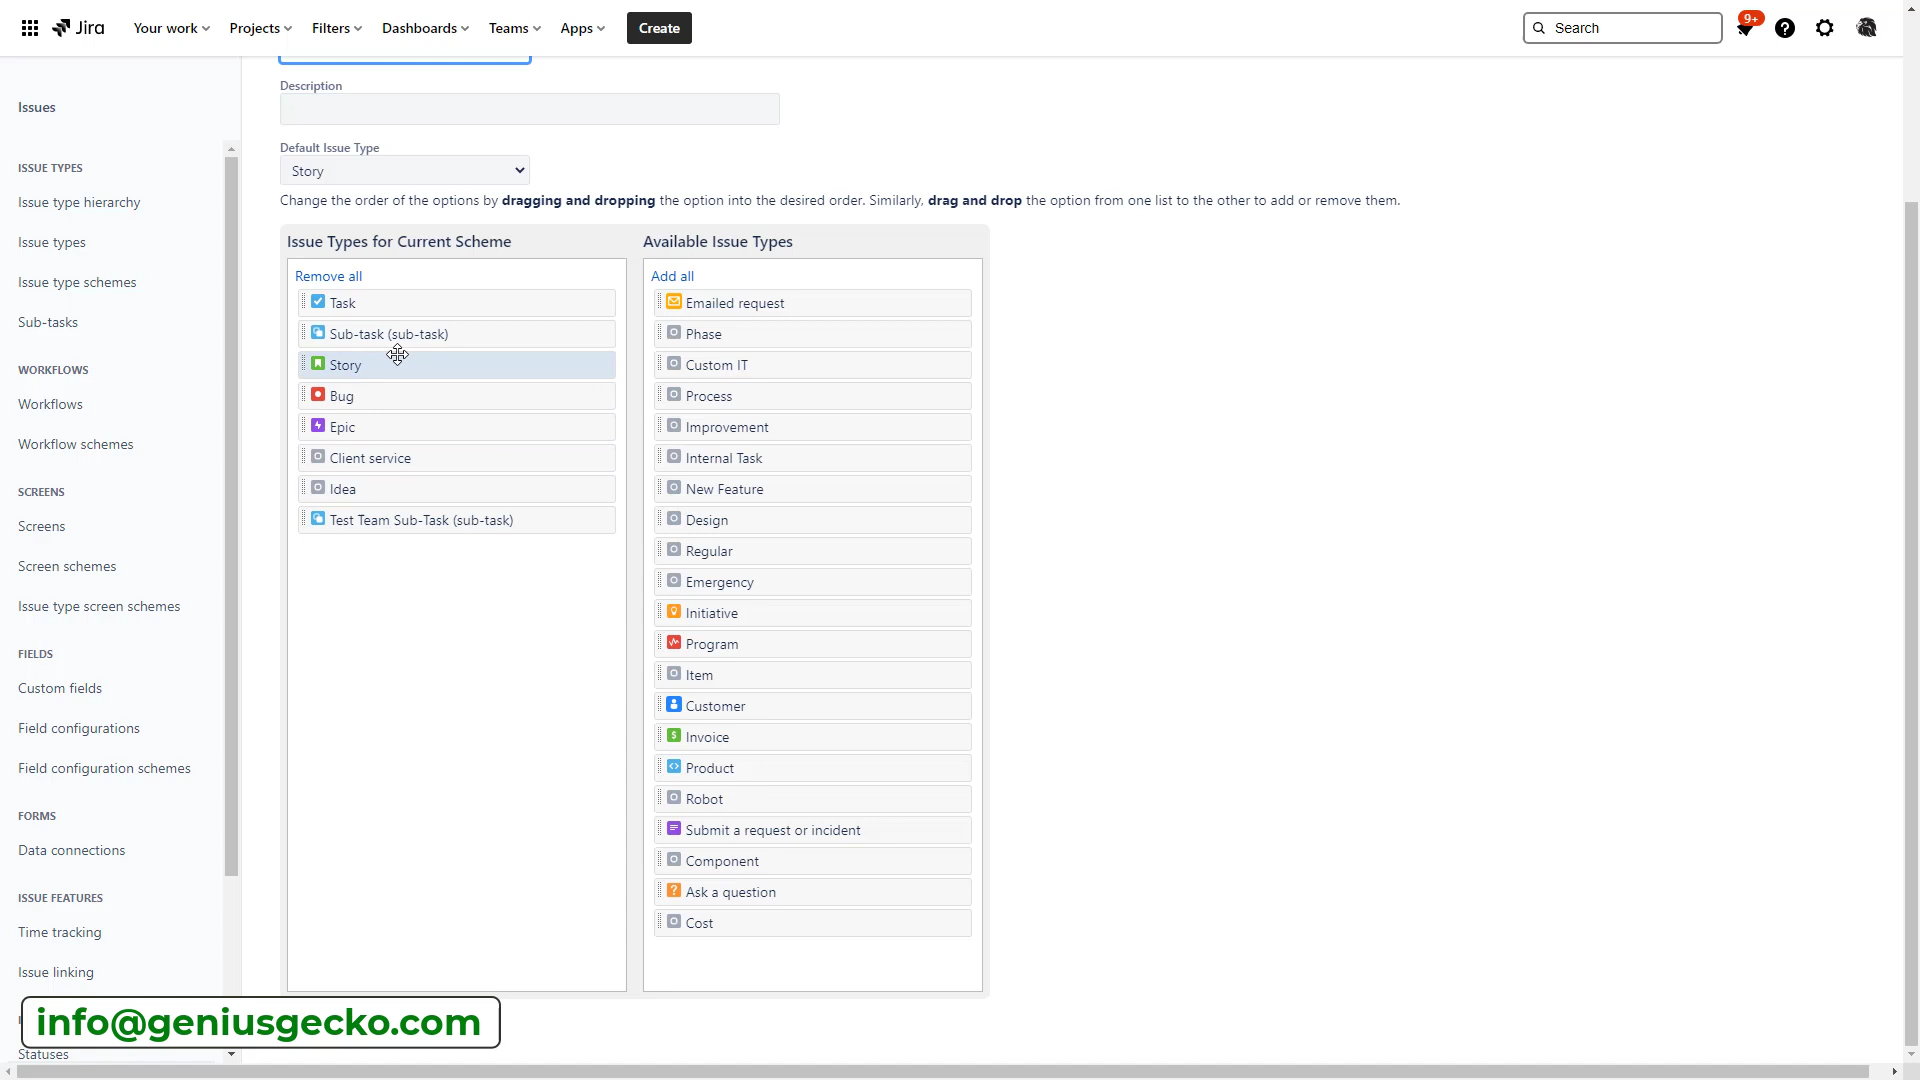 Jira
Your work
Projects
Filters
Dashboards
Teams
Apps
Create
Search
9+
Issues
ISSUE TYPES
Issue type hierarchy
Issue types
Issue type schemes
Sub-tasks
WORKFLOWS
Workflows
Workflow schemes
SCREENS
Screens
Screen schemes
Issue type screen schemes
FIELDS
Custom fields
Field configurations
Field configuration schemes
FORMS
Data connections
ISSUE FEATURES
Time tracking
Issue linking
Statuses
Description
Default Issue Type
Story
Change the order of the options by dragging and dropping the option into the desired order. Similarly, drag and drop the option from one list to the other to add or remove them.
Issue Types for Current Scheme
Remove all
Task
Sub-task (sub-task)
Story
Bug
Epic
Client service
Idea
Test Team Sub-Task (sub-task)
Available Issue Types
Add all
Emailed request
Phase
Custom IT
Process
Improvement
Internal Task
New Feature
Design
Regular
Emergency
Initiative
Program
Item
Customer
Invoice
Product
Robot
Submit a request or incident
Component
Ask a question
Cost
info@geniusgecko.com